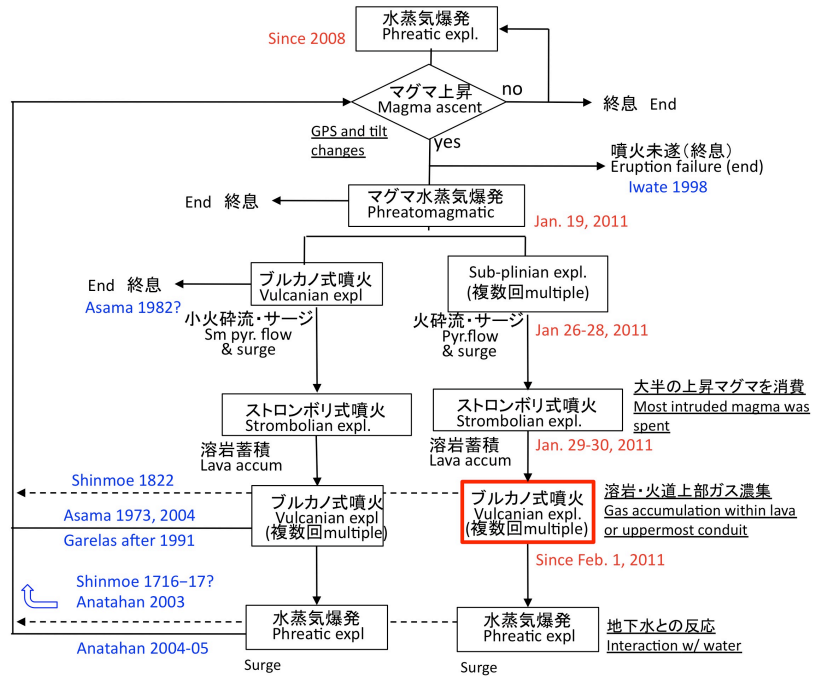 水蒸気爆発
Phreatic expl.
Since 2008
マグマ上昇
Magma ascent
no
終息 End
GPS and tilt
changes
yes
噴火未遂(終息)
Eruption failure (end)
Iwate 1998
End 終息
マグマ水蒸気爆発
Phreatomagmatic
Jan. 19, 2011
End 終息
Asama 1982?
ブルカノ式噴火
Vulcanian expl
Sub-plinian expl.
(複数回multiple)
小火砕流・サージ
Sm pyr. flow
& surge
火砕流・サージ
Pyr.flow
& surge
Jan 26-28, 2011
ストロンボリ式噴火
Strombolian expl.
ストロンボリ式噴火
Strombolian expl.
大半の上昇マグマを消費
Most intruded magma was
spent
溶岩蓄積
Lava accum
溶岩蓄積
Lava accum
Jan. 29-30, 2011
Shinmoe 1822
Asama 1973, 2004
Garelas after 1991
ブルカノ式噴火
Vulcanian expl
(複数回multiple)
ブルカノ式噴火
Vulcanian expl.
(複数回multiple)
溶岩・火道上部ガス濃集
Gas accumulation within lava
or uppermost conduit
Since Feb. 1, 2011
Shinmoe 1716–17?
Anatahan 2003
Anatahan 2004-05
水蒸気爆発
Phreatic expl
Surge
水蒸気爆発
Phreatic expl
Surge
地下水との反応
Interaction w/ water